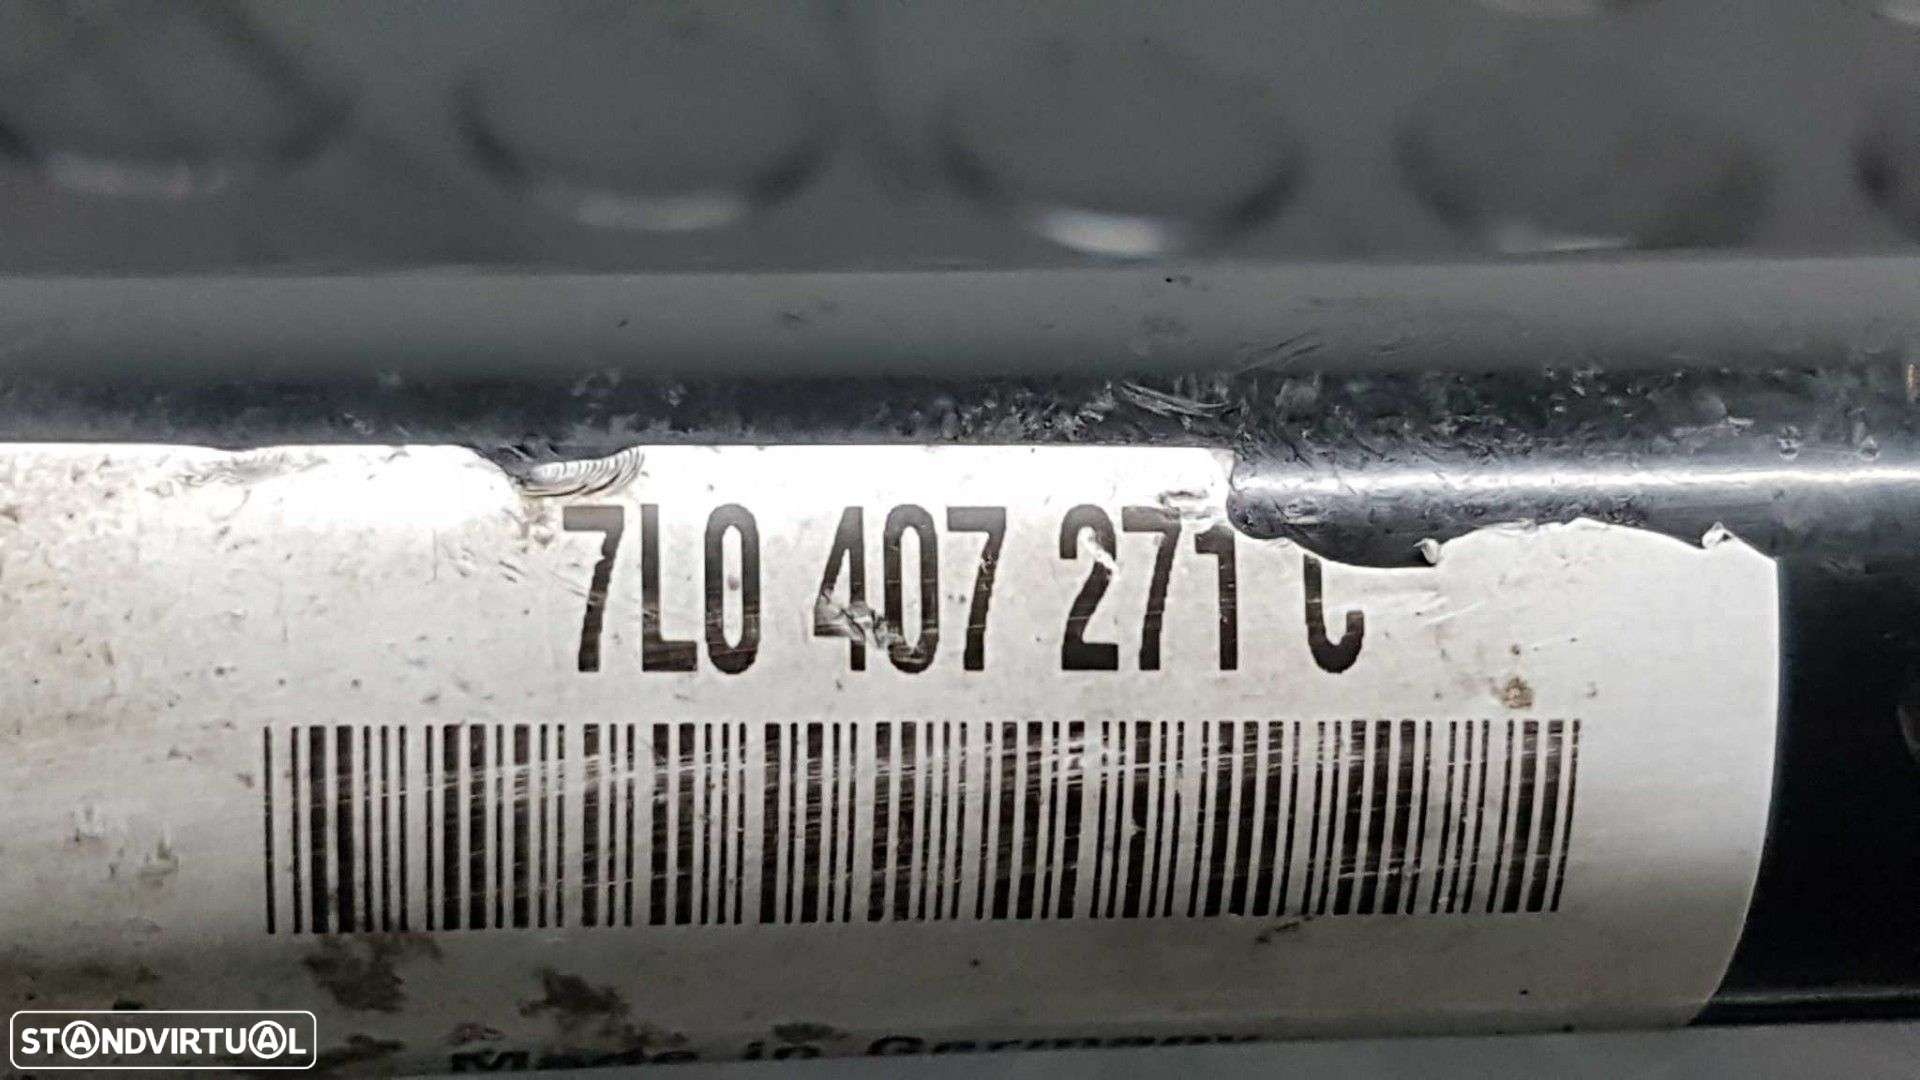 7L0 407 271 C
Made in Germany
STANDVIRTUAL